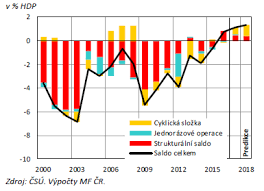 v % HDP
2
0
-2
-4
-6
-8
-10
Cyklická složka
Jednorázové operace
Strukturální saldo
Saldo celkem
Predikce
2000
2003
2006
2009
2012
2015
2018
Zdroj: ČSÚ. Výpočty MF ČR.